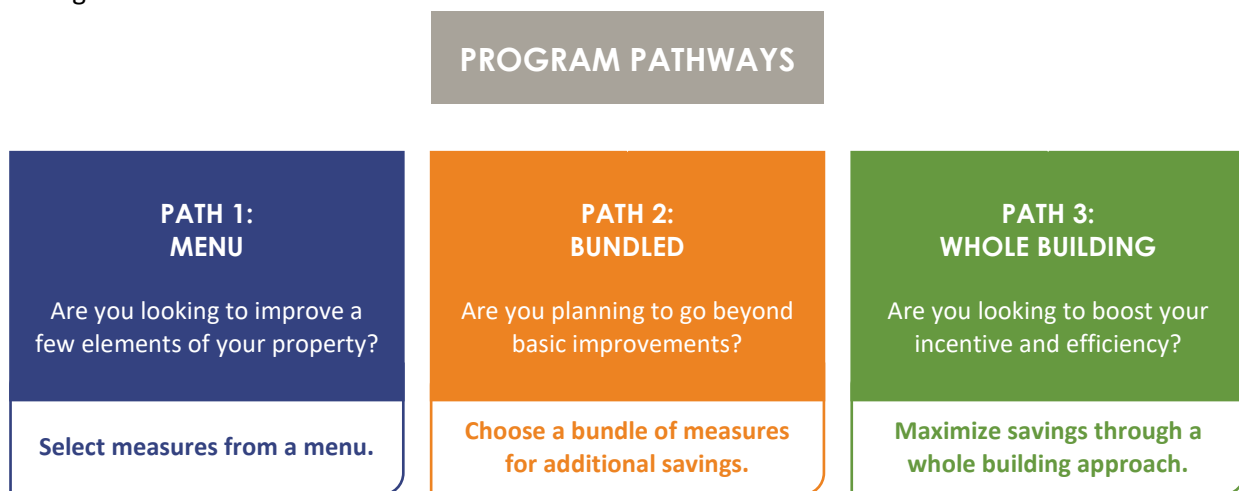 PROGRAM PATHWAYS
PATH 1:
MENU
Are you looking to improve a
few elements of your property?
Select measures from a menu.
PATH 2:
BUNDLED
Are you planning to go beyond
basic improvements?
Choose a bundle of measures
for additional savings.
PATH 3:
WHOLE BUILDING
Are you looking to boost your
incentive and efficiency?
Maximize savings through a
whole building approach.